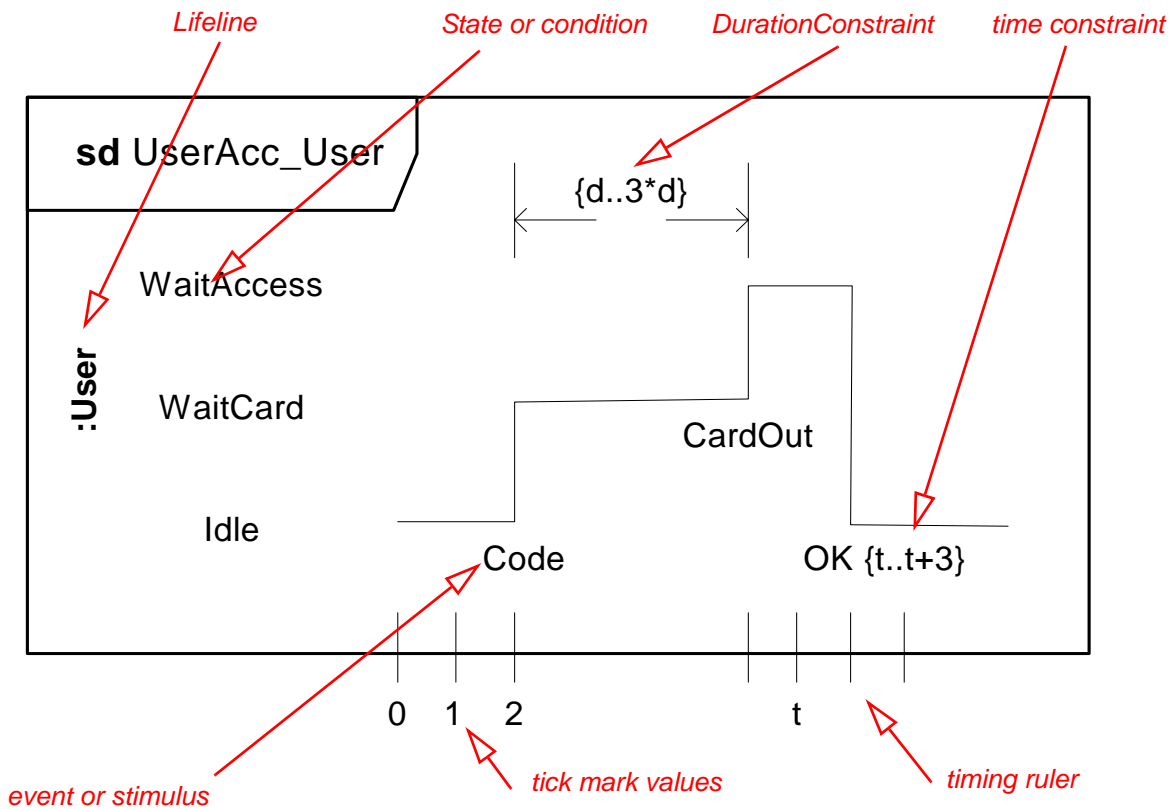 Lifeline State or condition DurationConstraint time constraint
sd UserAcc_User
{d..3*d}
WaitAccess
:User
WaitCard
CardOut
Idle
Code OK {t..t+3}
0 1 2 t
event or stimulus tick mark values timing ruler